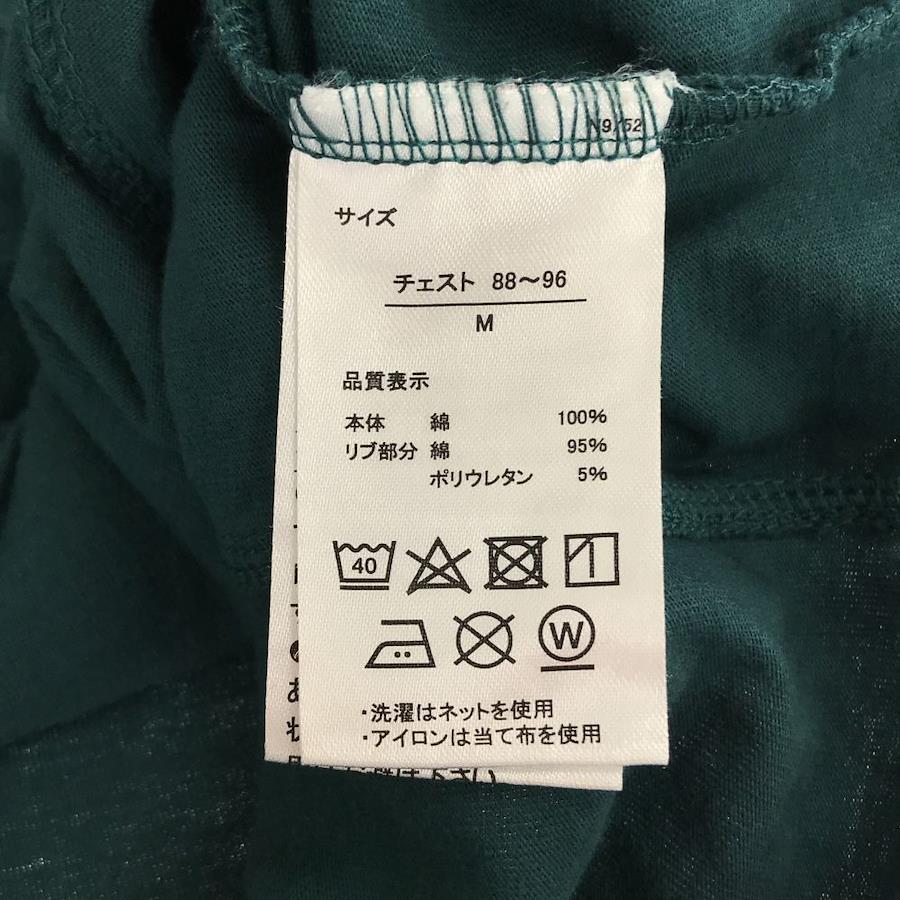 N9/52
サイズ
チェスト 88～96
M
品質表示
本体 綿 100%
リブ部分 綿 95%
ポリウレタン 5%
40
W
・洗濯はネットを使用
・アイロンは当て布を使用